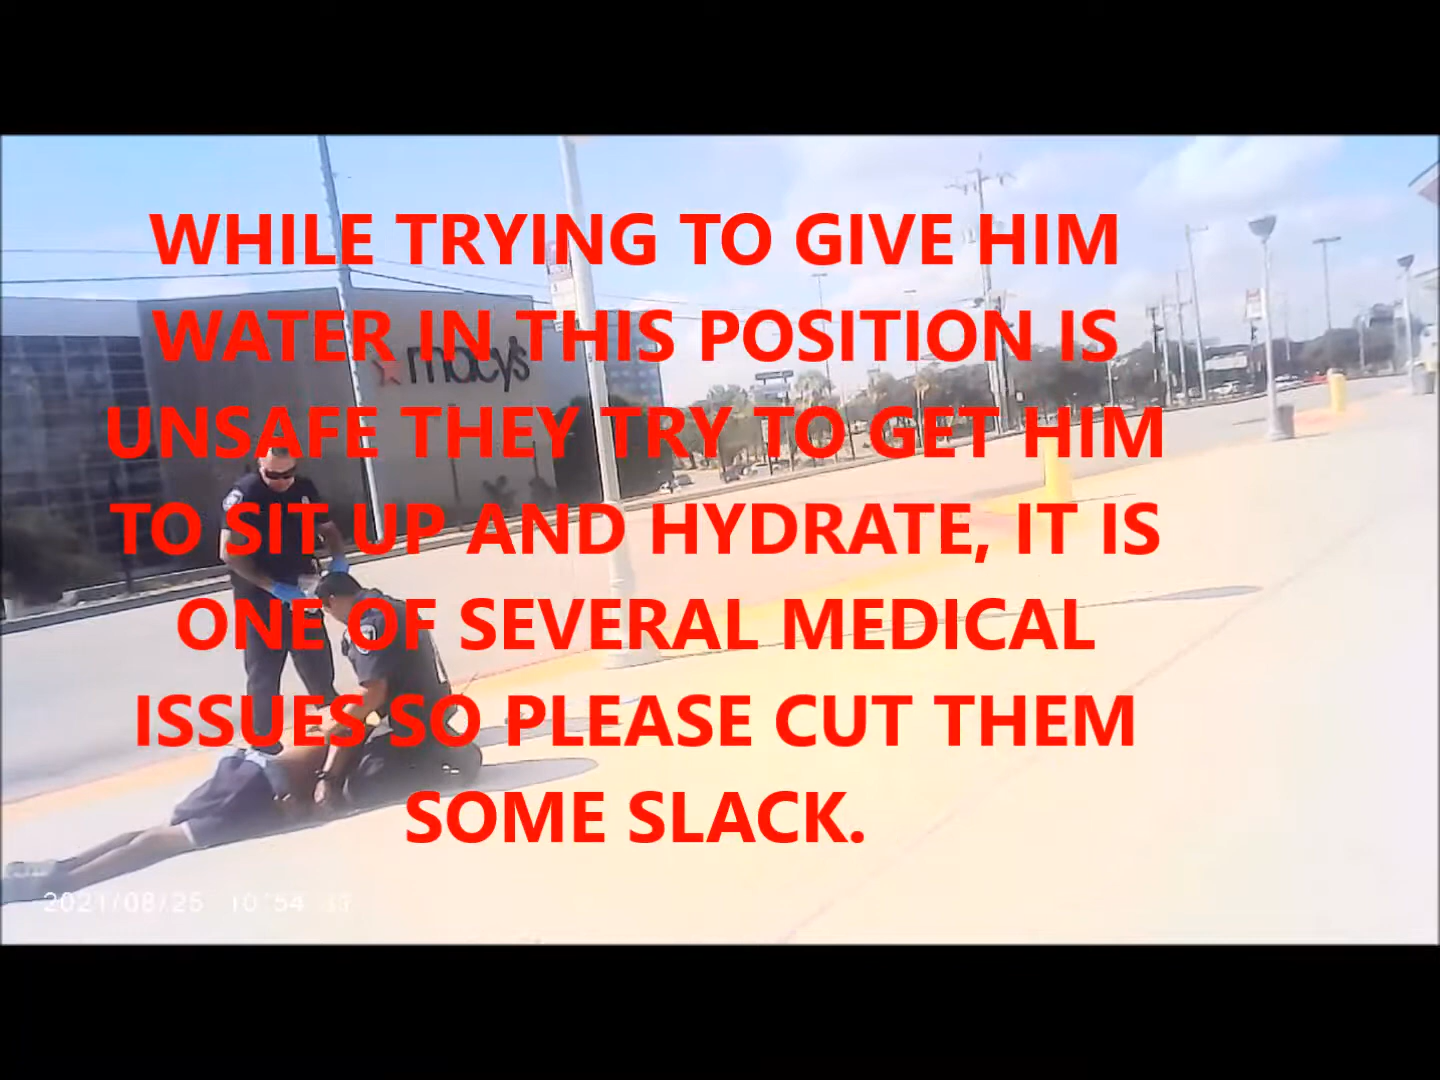 WHILE TRYING TO GIVE HIM
WATER IN THIS POSITION IS
UNSAFE THEY TRY TO GET HIM
TO SIT UP AND HYDRATE, IT IS
ONE OF SEVERAL MEDICAL
ISSUES SO PLEASE CUT THEM
SOME SLACK.
macy's
2021/08/25 10:54